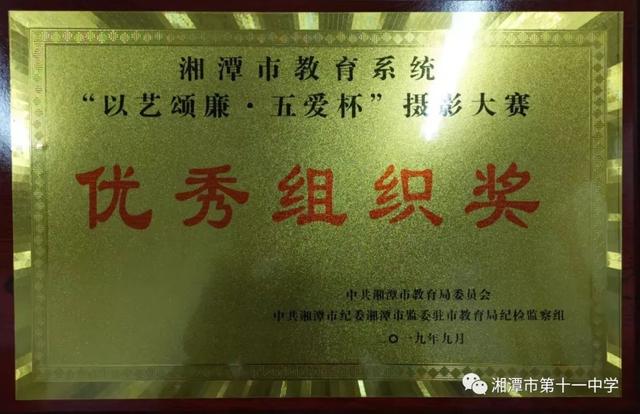 湘潭市教育系统
“以艺颂廉·五爱杯”摄影大赛
优秀组织奖
中共湘潭市教育局委员会
中共湘潭市纪委湘潭市监委驻市教育局纪检监察组
二〇一九年九月
湘潭市第十一中学